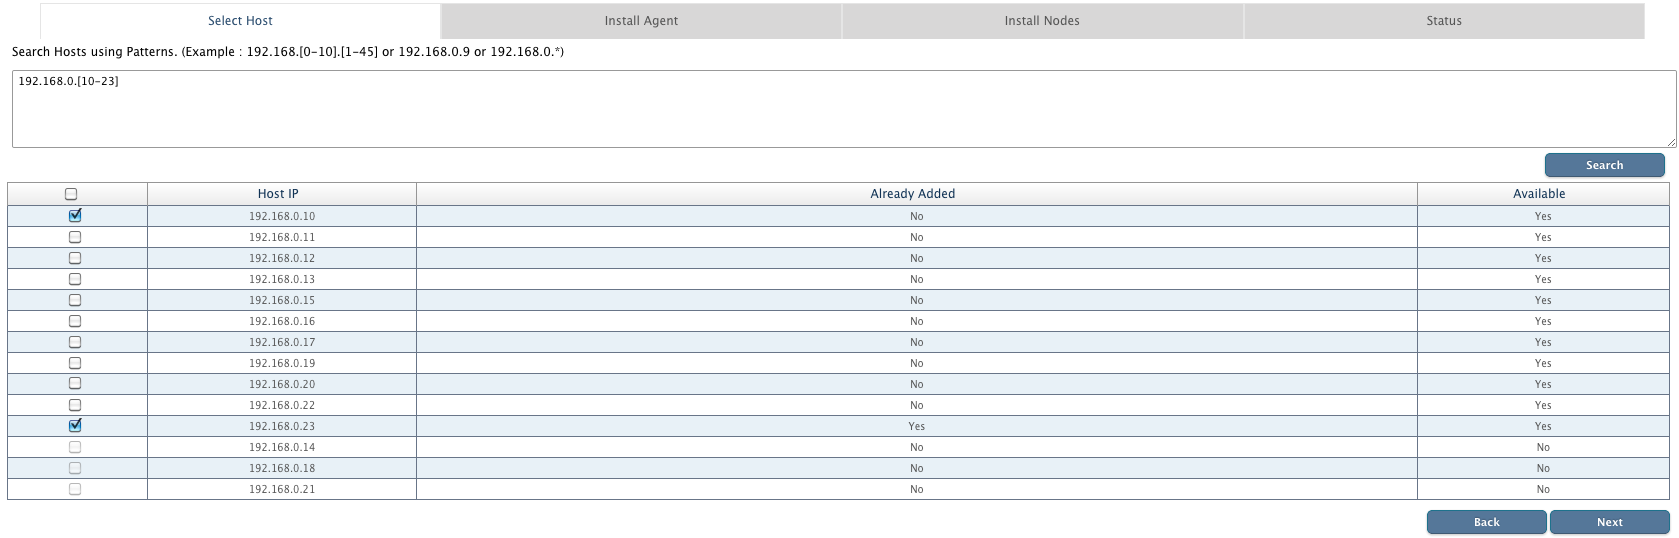 Select Host Install Agent Install Nodes Status
Search Hosts using Patterns. (Example : 192.168.[0-10].[1-45] or 192.168.0.9 or 192.168.0.*)
192.168.0.[10-23]
Search
Host IP Already Added Available
192.168.0.10 No Yes
192.168.0.11 No Yes
192.168.0.12 No Yes
192.168.0.13 No Yes
192.168.0.15 No Yes
192.168.0.16 No Yes
192.168.0.17 No Yes
192.168.0.19 No Yes
192.168.0.20 No Yes
192.168.0.22 No Yes
192.168.0.23 Yes Yes
192.168.0.14 No No
192.168.0.18 No No
192.168.0.21 No No
Back Next